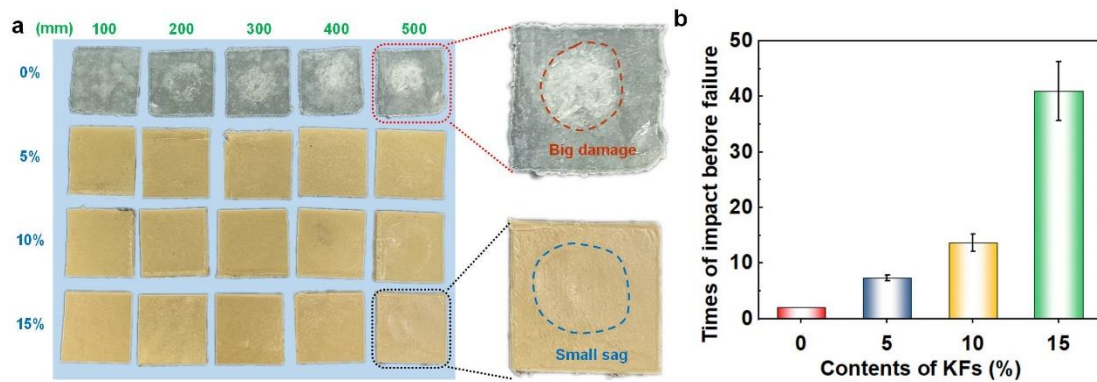 a
(mm) 100 200 300 400 500
0%
5%
10%
15%
Big damage
Small sag
b
Times of impact before failure
50
40
30
20
10
0
0 5 10 15
Contents of KFs (%)